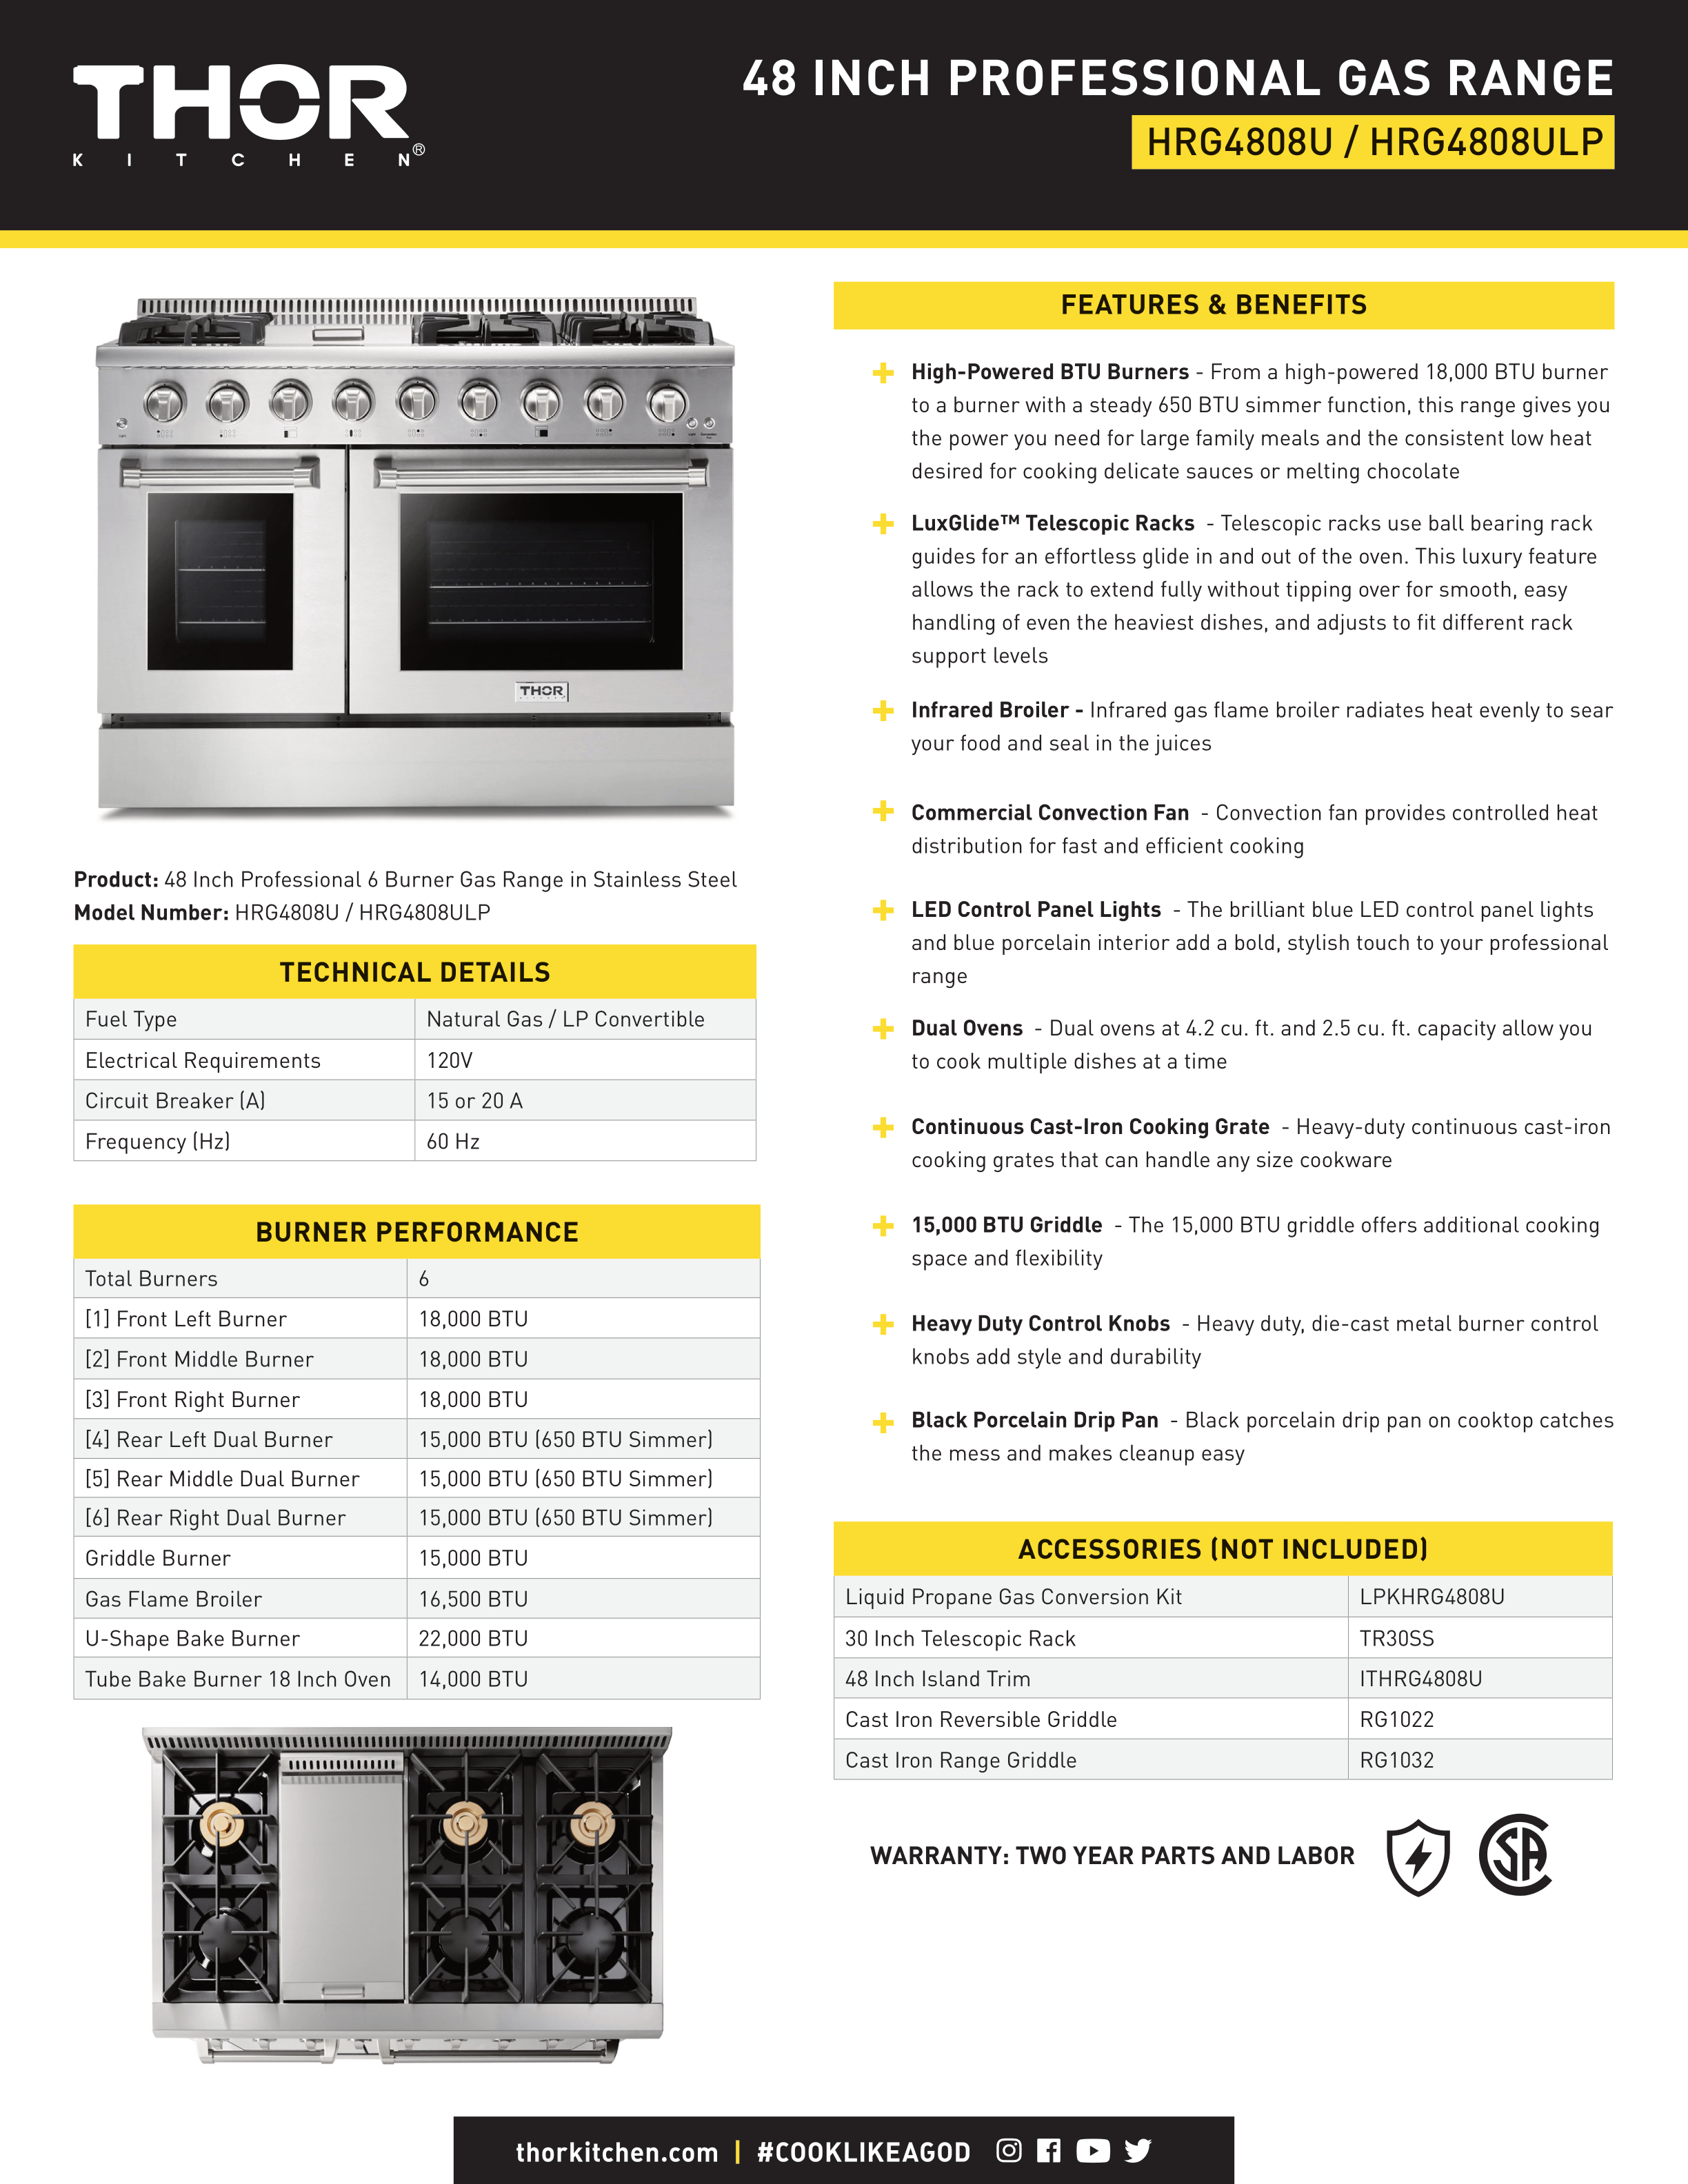 THOR
KITCHEN®
48 INCH PROFESSIONAL GAS RANGE
HRG4808U / HRG4808ULP
THOR
Product: 48 Inch Professional 6 Burner Gas Range in Stainless Steel
Model Number: HRG4808U / HRG4808ULP
TECHNICAL DETAILS
Fuel Type Natural Gas / LP Convertible
Electrical Requirements 120V
Circuit Breaker (A) 15 or 20 A
Frequency (Hz) 60 Hz
BURNER PERFORMANCE
Total Burners 6
[1] Front Left Burner 18,000 BTU
[2] Front Middle Burner 18,000 BTU
[3] Front Right Burner 18,000 BTU
[4] Rear Left Dual Burner 15,000 BTU (650 BTU Simmer)
[5] Rear Middle Dual Burner 15,000 BTU (650 BTU Simmer)
[6] Rear Right Dual Burner 15,000 BTU (650 BTU Simmer)
Griddle Burner 15,000 BTU
Gas Flame Broiler 16,500 BTU
U-Shape Bake Burner 22,000 BTU
Tube Bake Burner 18 Inch Oven 14,000 BTU
FEATURES & BENEFITS
High-Powered BTU Burners - From a high-powered 18,000 BTU burner
to a burner with a steady 650 BTU simmer function, this range gives you
the power you need for large family meals and the consistent low heat
desired for cooking delicate sauces or melting chocolate
LuxGlide™ Telescopic Racks - Telescopic racks use ball bearing rack
guides for an effortless glide in and out of the oven. This luxury feature
allows the rack to extend fully without tipping over for smooth, easy
handling of even the heaviest dishes, and adjusts to fit different rack
support levels
Infrared Broiler - Infrared gas flame broiler radiates heat evenly to sear
your food and seal in the juices
Commercial Convection Fan - Convection fan provides controlled heat
distribution for fast and efficient cooking
LED Control Panel Lights - The brilliant blue LED control panel lights
and blue porcelain interior add a bold, stylish touch to your professional
range
Dual Ovens - Dual ovens at 4.2 cu. ft. and 2.5 cu. ft. capacity allow you
to cook multiple dishes at a time
Continuous Cast-Iron Cooking Grate - Heavy-duty continuous cast-iron
cooking grates that can handle any size cookware
15,000 BTU Griddle - The 15,000 BTU griddle offers additional cooking
space and flexibility
Heavy Duty Control Knobs - Heavy duty, die-cast metal burner control
knobs add style and durability
Black Porcelain Drip Pan - Black porcelain drip pan on cooktop catches
the mess and makes cleanup easy
ACCESSORIES (NOT INCLUDED)
Liquid Propane Gas Conversion Kit LPKHRG4808U
30 Inch Telescopic Rack TR30SS
48 Inch Island Trim ITHRG4808U
Cast Iron Reversible Griddle RG1022
Cast Iron Range Griddle RG1032
WARRANTY: TWO YEAR PARTS AND LABOR
CSA
thorkitchen.com | #COOKLIKEAGOD